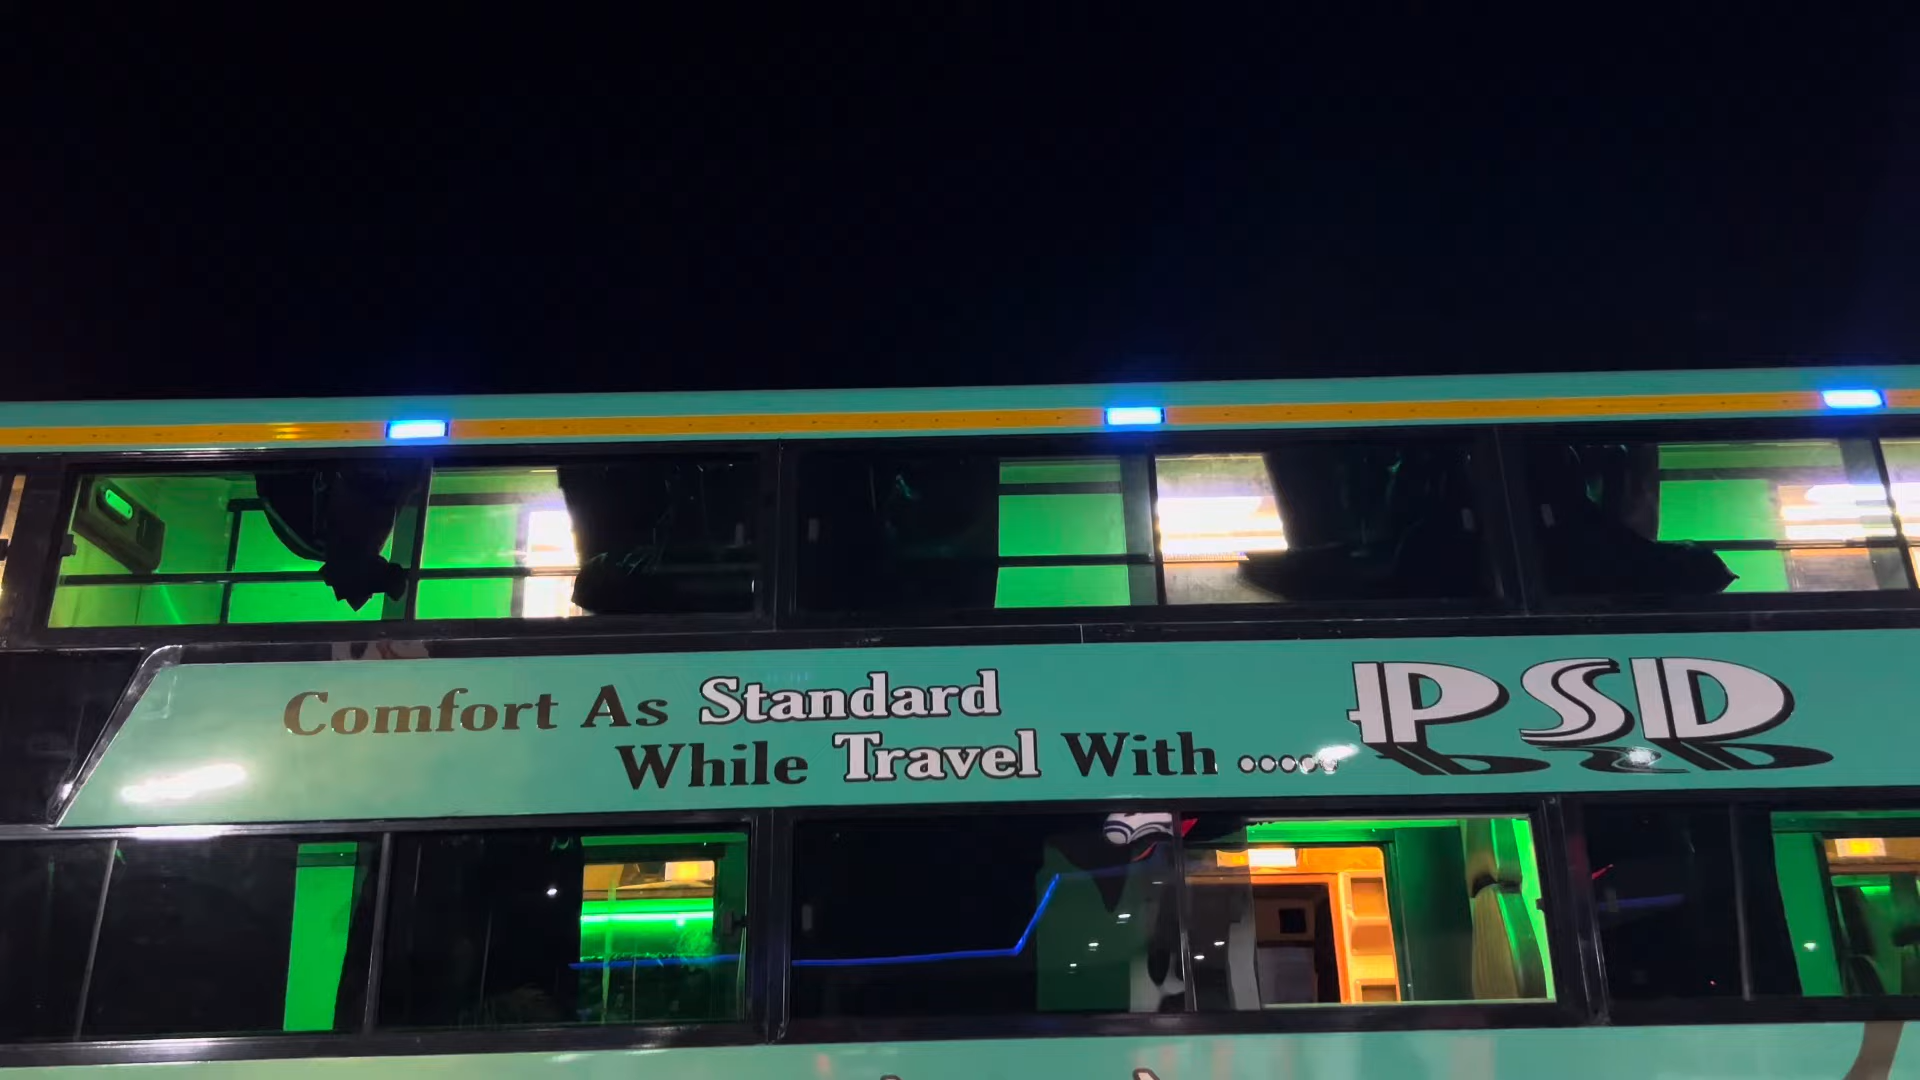 Comfort As Standard
While Travel With ..... PSD